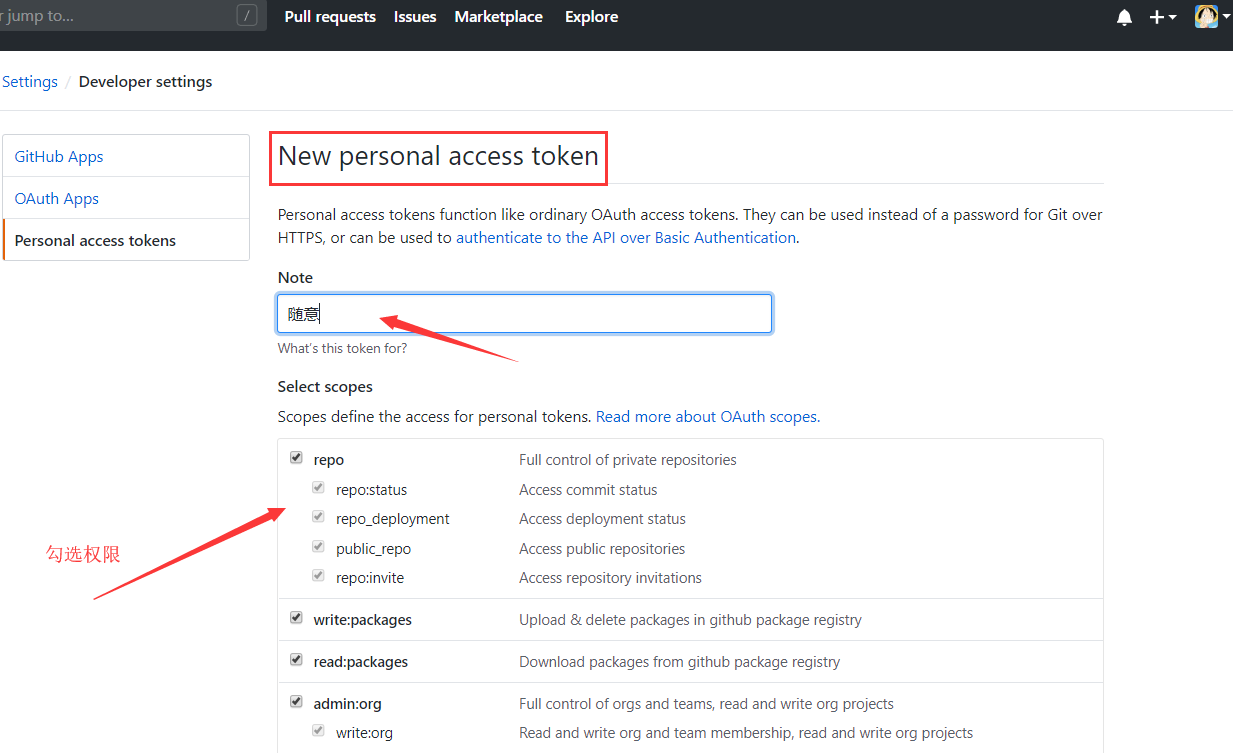 r jump to...
/
Pull requests Issues Marketplace Explore
Settings / Developer settings
GitHub Apps
OAuth Apps
Personal access tokens
New personal access token
Personal access tokens function like ordinary OAuth access tokens. They can be used instead of a password for Git over
HTTPS, or can be used to authenticate to the API over Basic Authentication.
Note
随意
What's this token for?
Select scopes
Scopes define the access for personal tokens. Read more about OAuth scopes.
勾选权限
repo Full control of private repositories
repo:status Access commit status
repo_deployment Access deployment status
public_repo Access public repositories
repo:invite Access repository invitations
write:packages Upload & delete packages in github package registry
read:packages Download packages from github package registry
admin:org Full control of orgs and teams, read and write org projects
write:org Read and write org and team membership, read and write org projects